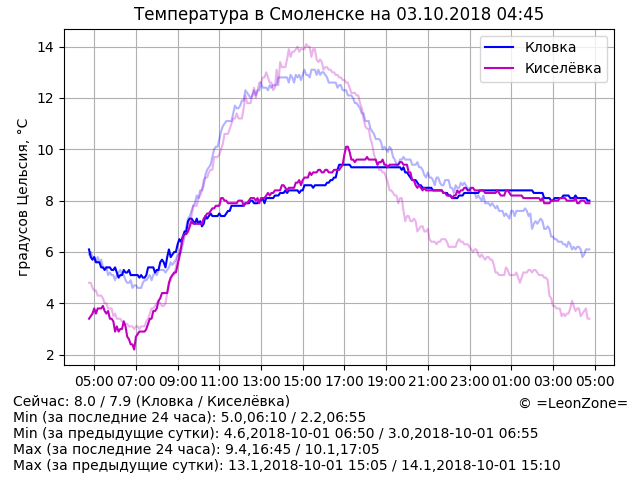 Температура в Смоленске на 03.10.2018 04:45
Кловка
Киселёвка
градусов Цельсия, °C
14
12
10
8
6
4
2
05:00 07:00 09:00 11:00 13:00 15:00 17:00 19:00 21:00 23:00 01:00 03:00 05:00
Сейчас: 8.0 / 7.9 (Кловка / Киселёвка)
© =LeonZone=
Min (за последние 24 часа): 5.0,06:10 / 2.2,06:55
Min (за предыдущие сутки): 4.6,2018-10-01 06:50 / 3.0,2018-10-01 06:55
Max (за последние 24 часа): 9.4,16:45 / 10.1,17:05
Max (за предыдущие сутки): 13.1,2018-10-01 15:05 / 14.1,2018-10-01 15:10